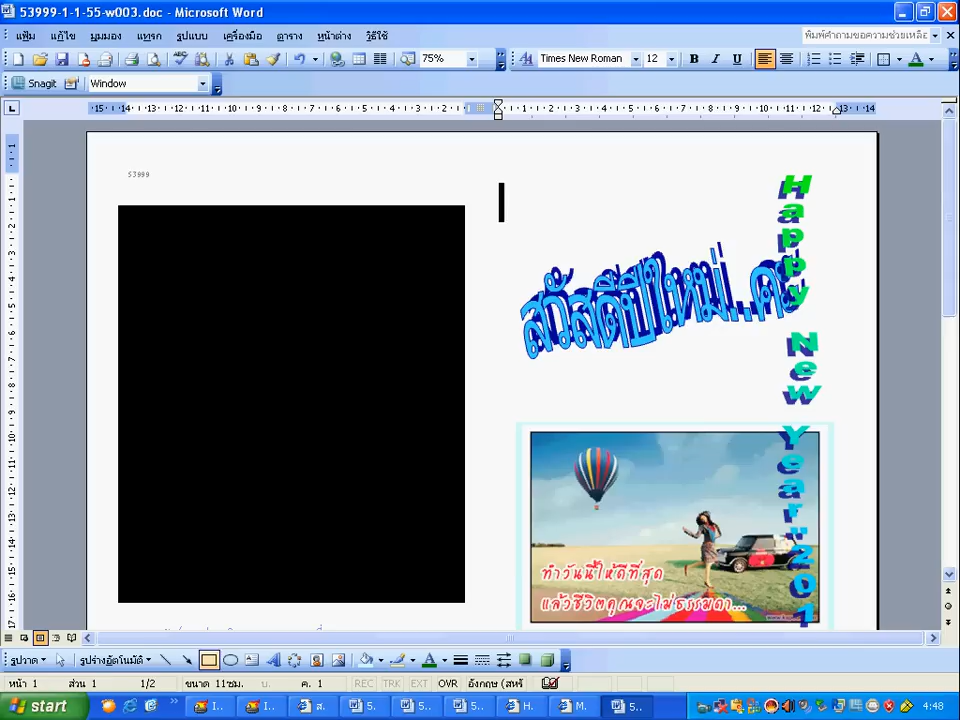 53999-1-1-55-w003.doc - Microsoft Word
แฟ้ม แก้ไข มุมมอง แทรก รูปแบบ เครื่องมือ ตาราง หน้าต่าง วิธีใช้ พิมพ์คำถามขอความช่วยเหลือ
75% Times New Roman 12 B I U A
Snagit Window
53999
สวัสดีปีใหม่..ค่ะ
Happy New Year 201
ทำวันนี้ให้ดีที่สุด
แล้วชีวิตคุณจะไม่ธรรมดา...
รูปวาด รูปร่างอัตโนมัติ
หน้า 1 ส่วน 1 1/2 ขนาด 11ซม. บ. ค. 1 REC TRK EXT OVR อังกฤษ (สหรั
start I.. I.. ส. 5. 5.. 5.. H. M. 5.. 4:48